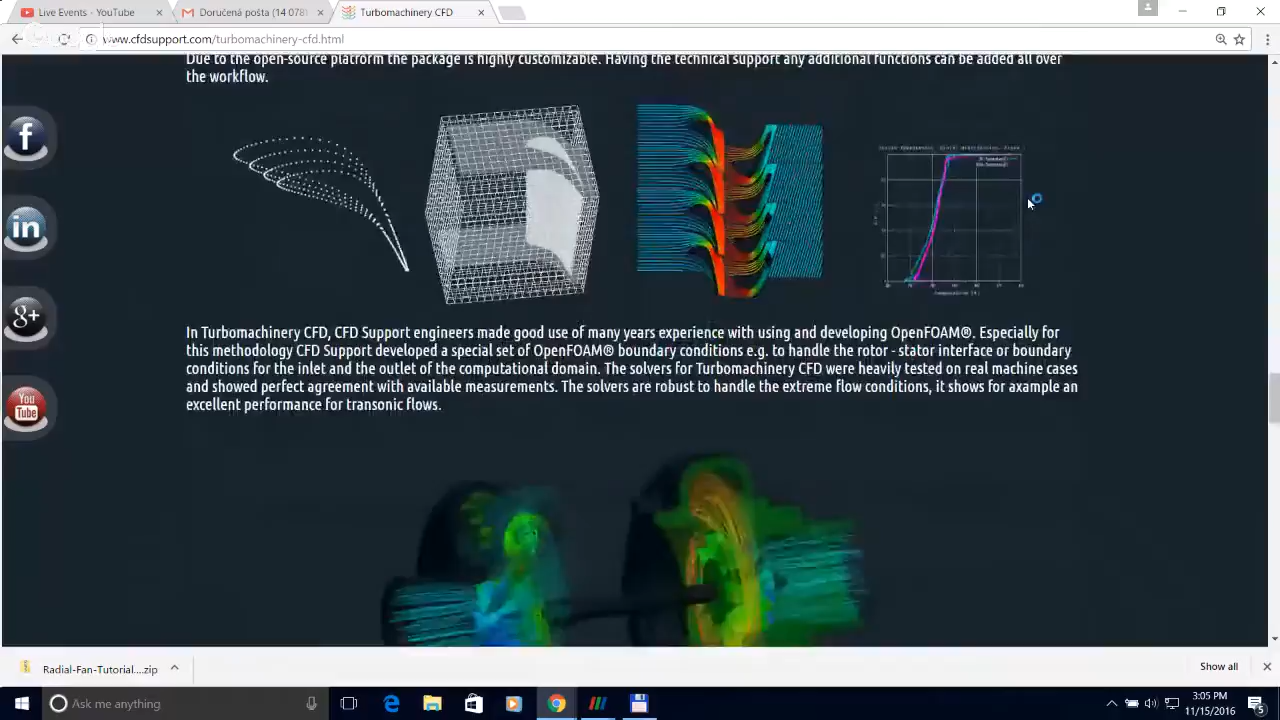 Live Events - YouTube
Doručená pošta (14 078)
Turbomachinery CFD
www.cfdsupport.com/turbomachinery-cfd.html
Due to the open-source platform the package is highly customizable. Having the technical support any additional functions can be added all over
the workflow.
In Turbomachinery CFD, CFD Support engineers made good use of many years experience with using and developing OpenFOAM®. Especially for
this methodology CFD Support developed a special set of OpenFOAM® boundary conditions e.g. to handle the rotor - stator interface or boundary
conditions for the inlet and the outlet of the computational domain. The solvers for Turbomachinery CFD were heavily tested on real machine cases
and showed perfect agreement with available measurements. The solvers are robust to handle the extreme flow conditions, it shows for axample an
excellent performance for transonic flows.
f
in
g+
You
Tube
Radial-Fan-Tutorial....zip
Show all
Ask me anything
3:05 PM
11/15/2016
5